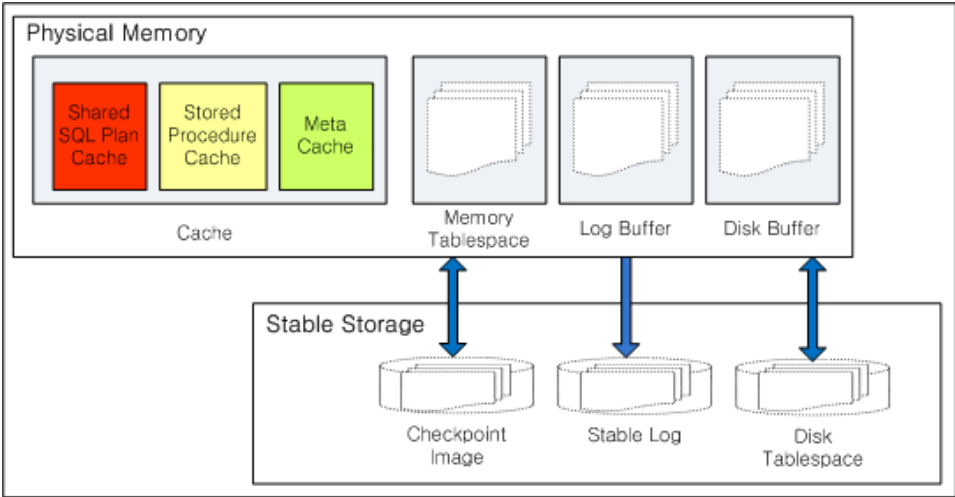 Physical Memory
Shared
SQL Plan
Cache
Stored
Procedure
Cache
Meta
Cache
Cache
Memory
Tablespace
Log Buffer
Disk Buffer
Stable Storage
Checkpoint
Image
Stable Log
Disk
Tablespace